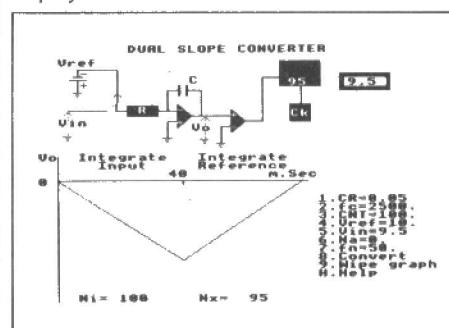 DUAL SLOPE CONVERTER
Vref
C
R
95
9.5
Ck
Vin
Vo
Vo Integrate Integrate
Input Reference
0 40 m.Sec
1.CR=0.05
2.fc=2500.
3.CNT=100.
4.Vref=10.
5.Vin=9.5
6.Na=0.
7.fn=50.
8.Convert
9.Wipe graph
H.Help
Ni= 100 Nx= 95